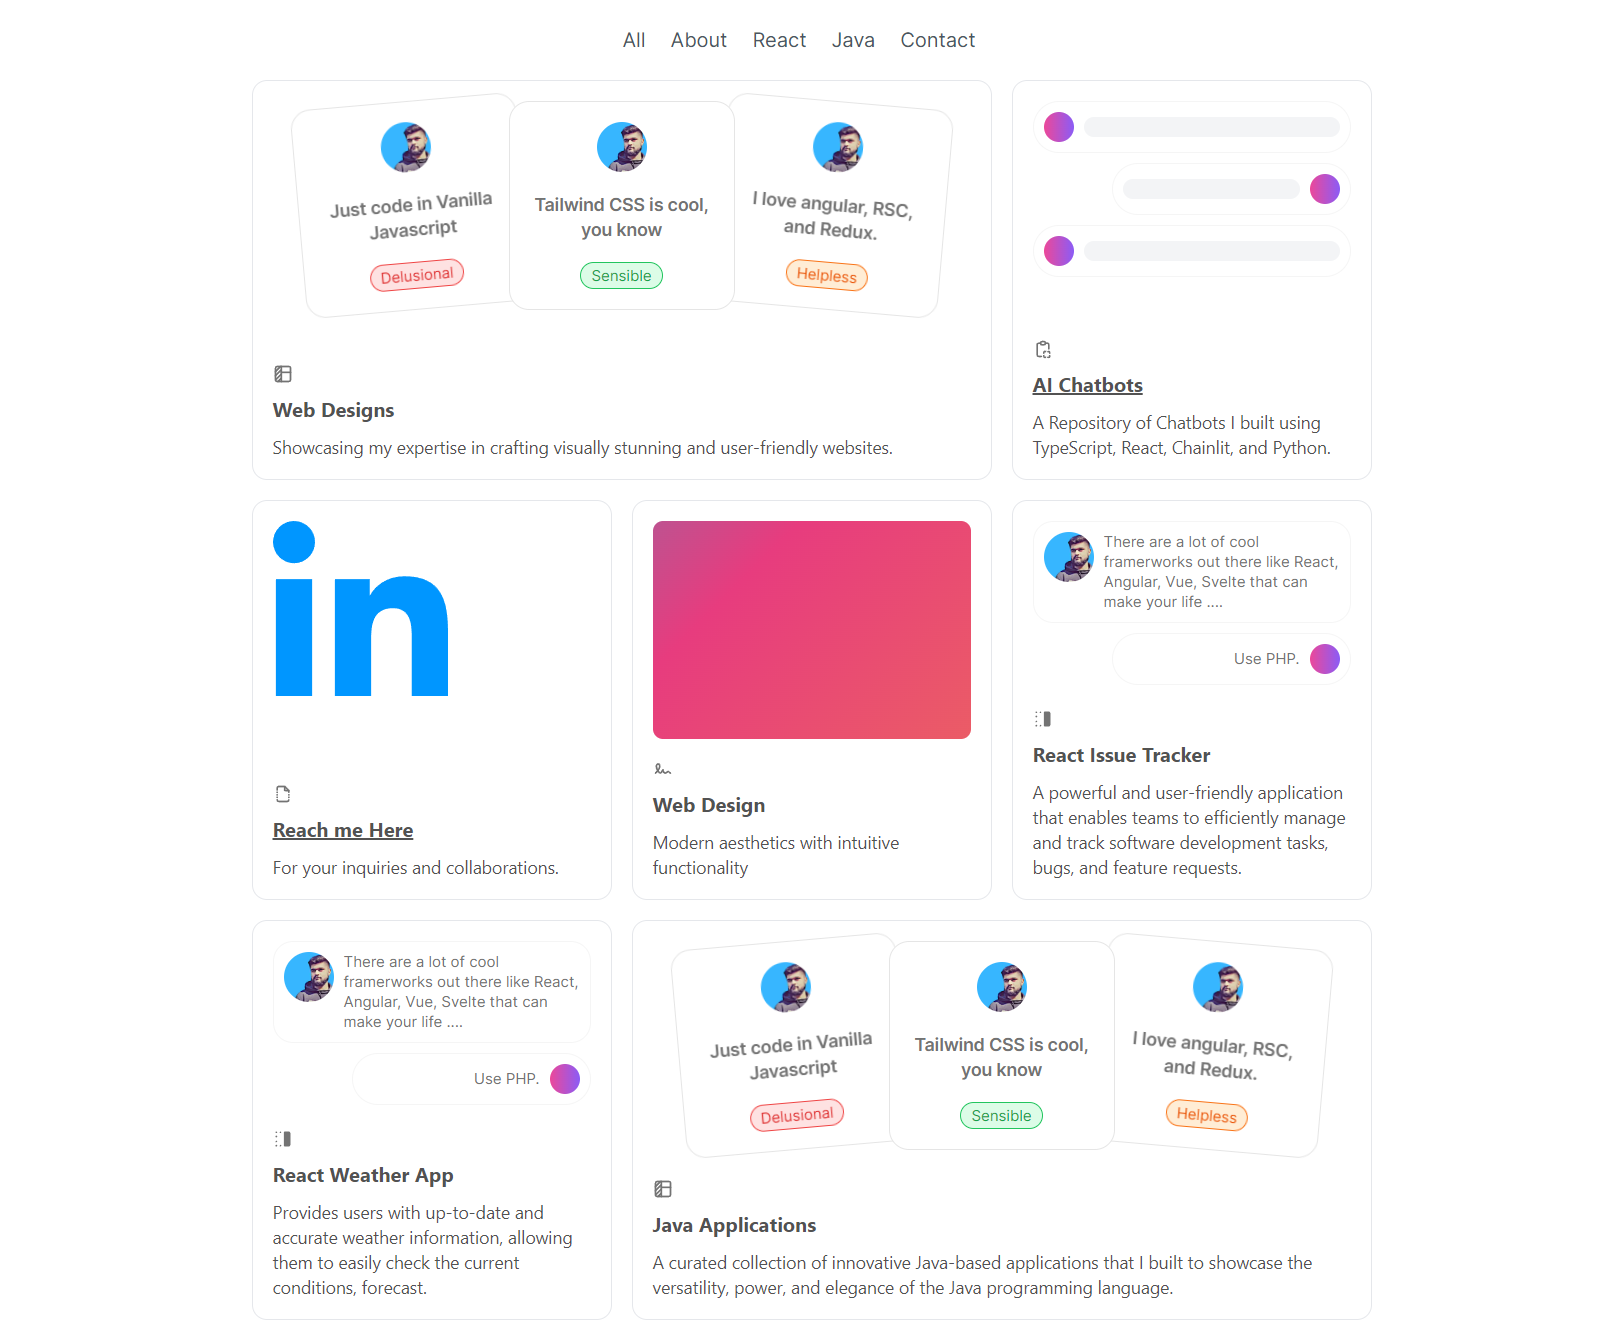 All About React Java Contact
Just code in Vanilla
Javascript
Delusional
Tailwind CSS is cool,
you know
Sensible
I love angular, RSC,
and Redux.
Helpless
Web Designs
Showcasing my expertise in crafting visually stunning and user-friendly websites.
AI Chatbots
A Repository of Chatbots I built using
TypeScript, React, Chainlit, and Python.
in
Reach me Here
For your inquiries and collaborations.
Web Design
Modern aesthetics with intuitive
functionality
There are a lot of cool
framerworks out there like React,
Angular, Vue, Svelte that can
make your life ....
Use PHP.
React Issue Tracker
A powerful and user-friendly application
that enables teams to efficiently manage
and track software development tasks,
bugs, and feature requests.
There are a lot of cool
framerworks out there like React,
Angular, Vue, Svelte that can
make your life ....
Use PHP.
React Weather App
Provides users with up-to-date and
accurate weather information, allowing
them to easily check the current
conditions, forecast.
Just code in Vanilla
Javascript
Delusional
Tailwind CSS is cool,
you know
Sensible
I love angular, RSC,
and Redux.
Helpless
Java Applications
A curated collection of innovative Java-based applications that I built to showcase the
versatility, power, and elegance of the Java programming language.